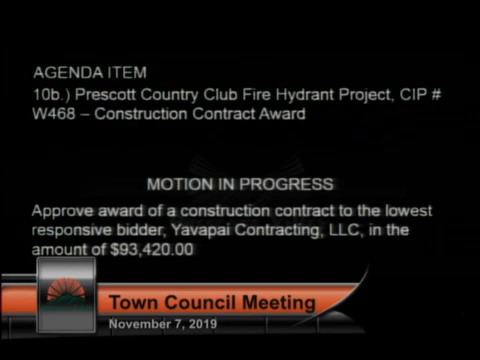 AGENDA ITEM
10b.) Prescott Country Club Fire Hydrant Project, CIP #
W468 – Construction Contract Award
MOTION IN PROGRESS
Approve award of a construction contract to the lowest
responsive bidder, Yavapai Contracting, LLC, in the
amount of $93,420.00
Town Council Meeting
November 7, 2019